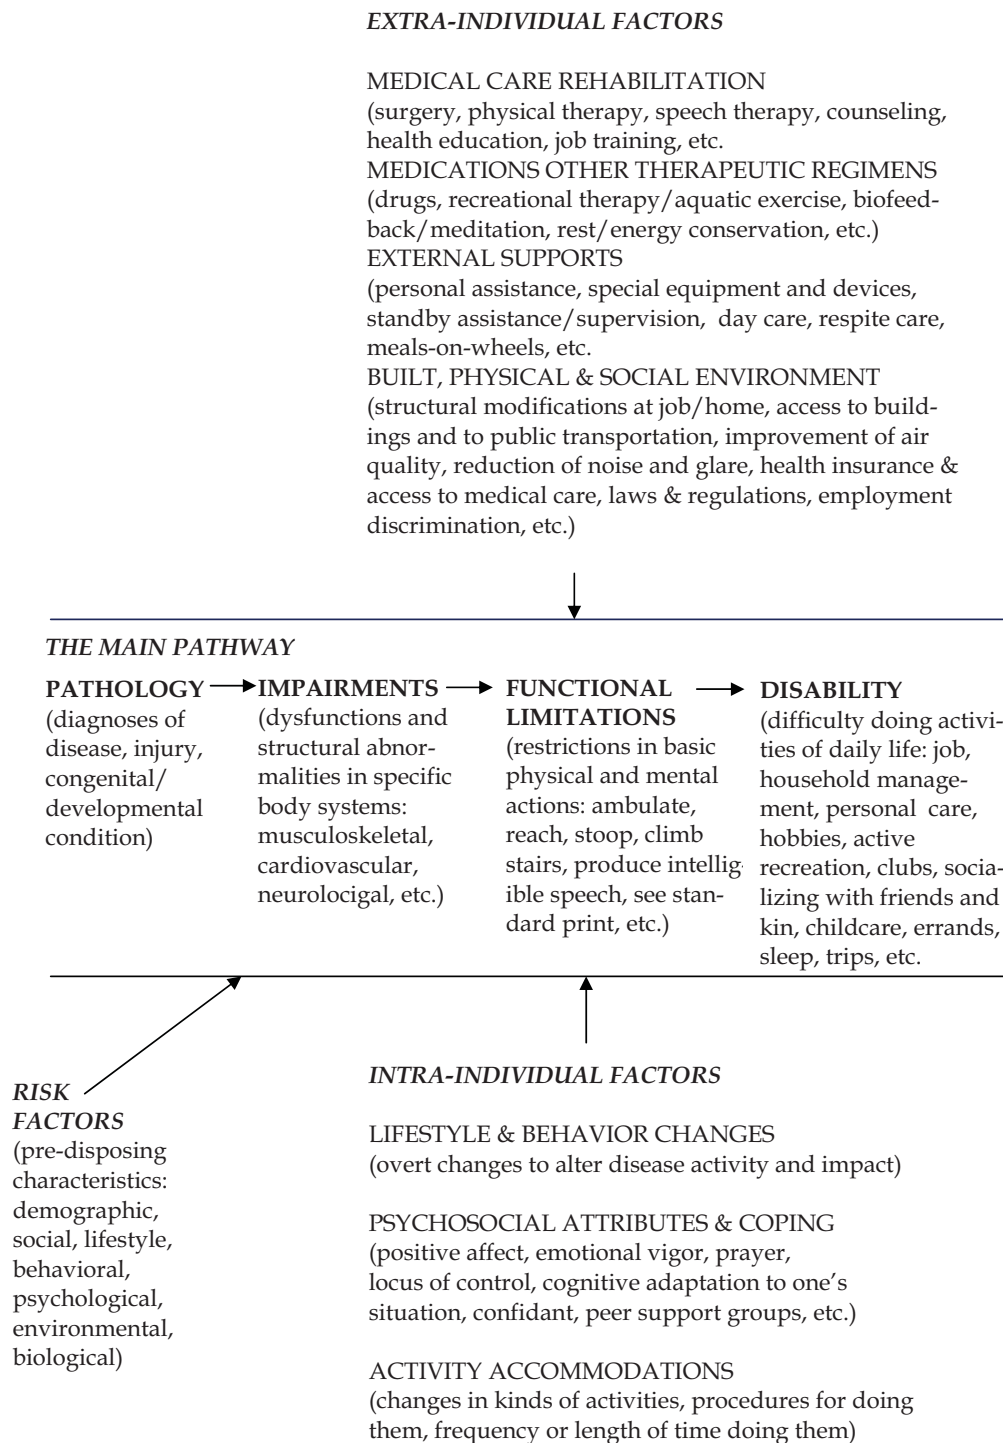 EXTRA-INDIVIDUAL FACTORS
MEDICAL CARE REHABILITATION
(surgery, physical therapy, speech therapy, counseling,
health education, job training, etc.
MEDICATIONS OTHER THERAPEUTIC REGIMENS
(drugs, recreational therapy/aquatic exercise, biofeed-
back/meditation, rest/energy conservation, etc.)
EXTERNAL SUPPORTS
(personal assistance, special equipment and devices,
standby assistance/supervision, day care, respite care,
meals-on-wheels, etc.
BUILT, PHYSICAL & SOCIAL ENVIRONMENT
(structural modifications at job/home, access to build-
ings and to public transportation, improvement of air
quality, reduction of noise and glare, health insurance &
access to medical care, laws & regulations, employment
discrimination, etc.)
THE MAIN PATHWAY
PATHOLOGY
(diagnoses of
disease, injury,
congenital/
developmental
condition)
IMPAIRMENTS
(dysfunctions and
structural abnor-
malities in specific
body systems:
musculoskeletal,
cardiovascular,
neurolocigal, etc.)
FUNCTIONAL
LIMITATIONS
(restrictions in basic
physical and mental
actions: ambulate,
reach, stoop, climb
stairs, produce intellig-
ible speech, see stan-
dard print, etc.)
DISABILITY
(difficulty doing activi-
ties of daily life: job,
household manage-
ment, personal care,
hobbies, active
recreation, clubs, socia-
lizing with friends and
kin, childcare, errands,
sleep, trips, etc.
RISK
FACTORS
(pre-disposing
characteristics:
demographic,
social, lifestyle,
behavioral,
psychological,
environmental,
biological)
INTRA-INDIVIDUAL FACTORS
LIFESTYLE & BEHAVIOR CHANGES
(overt changes to alter disease activity and impact)
PSYCHOSOCIAL ATTRIBUTES & COPING
(positive affect, emotional vigor, prayer,
locus of control, cognitive adaptation to one's
situation, confidant, peer support groups, etc.)
ACTIVITY ACCOMMODATIONS
(changes in kinds of activities, procedures for doing
them, frequency or length of time doing them)